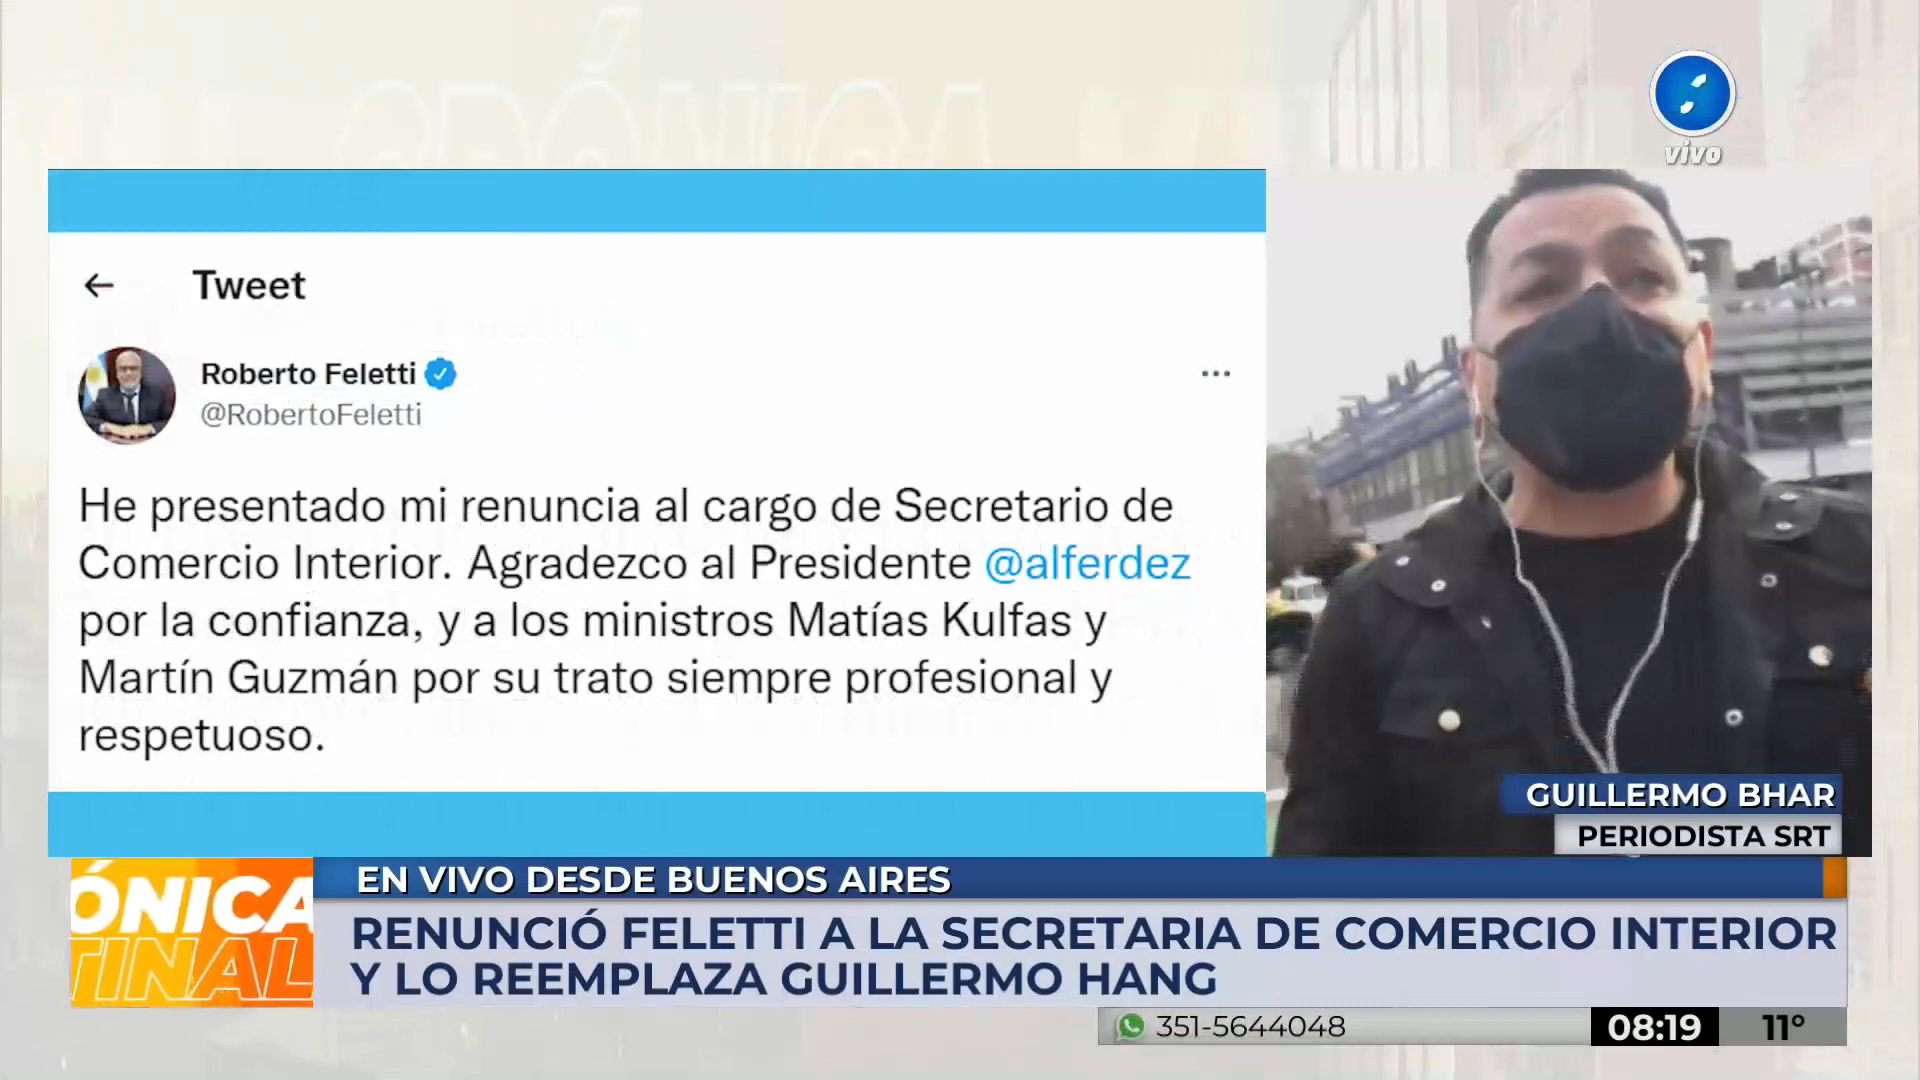 CRÓNICA
vivo
Tweet
Roberto Feletti
@RobertoFeletti
He presentado mi renuncia al cargo de Secretario de
Comercio Interior. Agradezco al Presidente @alferdez
por la confianza, y a los ministros Matías Kulfas y
Martín Guzmán por su trato siempre profesional y
respetuoso.
GUILLERMO BHAR
PERIODISTA SRT
ÓNICA
TINAL
EN VIVO DESDE BUENOS AIRES
RENUNCIÓ FELETTI A LA SECRETARIA DE COMERCIO INTERIOR
Y LO REEMPLAZA GUILLERMO HANG
351-5644048
08:19
11°